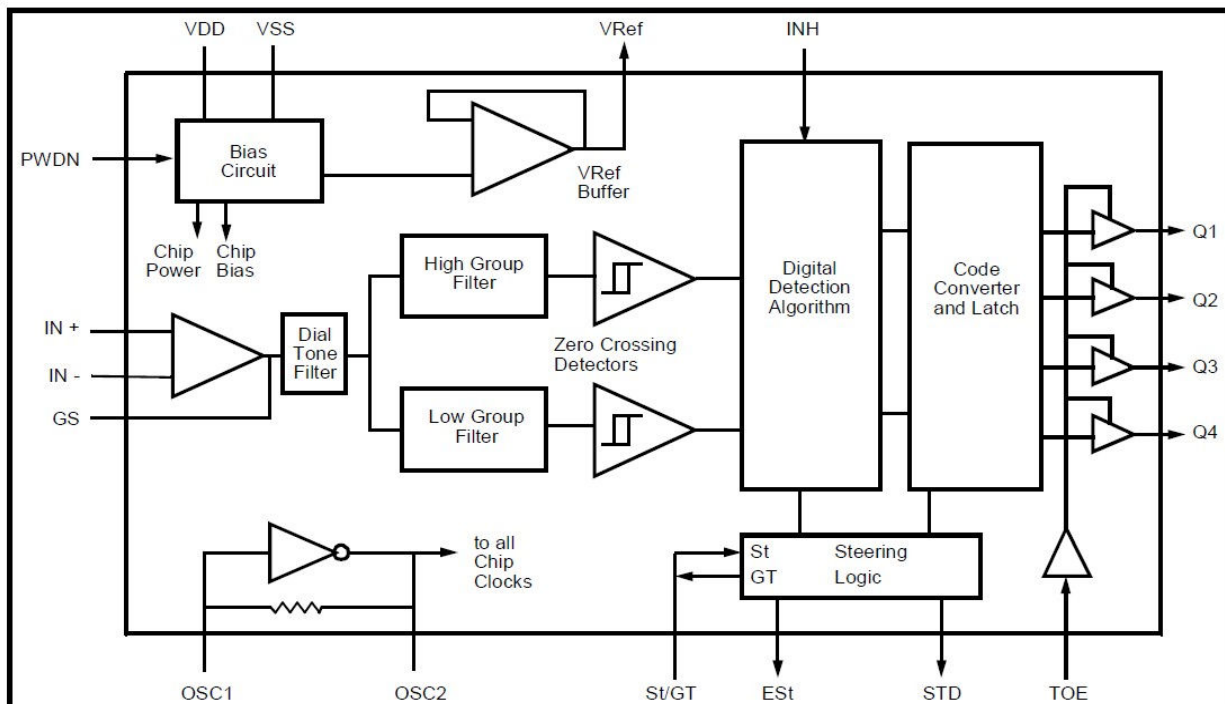 VDD
VSS
VRef
INH
PWDN
Bias
Circuit
VRef
Buffer
Chip
Power
Chip
Bias
High Group
Filter
Digital
Detection
Algorithm
Code
Converter
and Latch
Q1
Q2
Q3
Q4
IN +
IN -
GS
Dial
Tone
Filter
Zero Crossing
Detectors
Low Group
Filter
to all
Chip
Clocks
St
Steering
GT
Logic
OSC1
OSC2
St/GT
ESt
STD
TOE